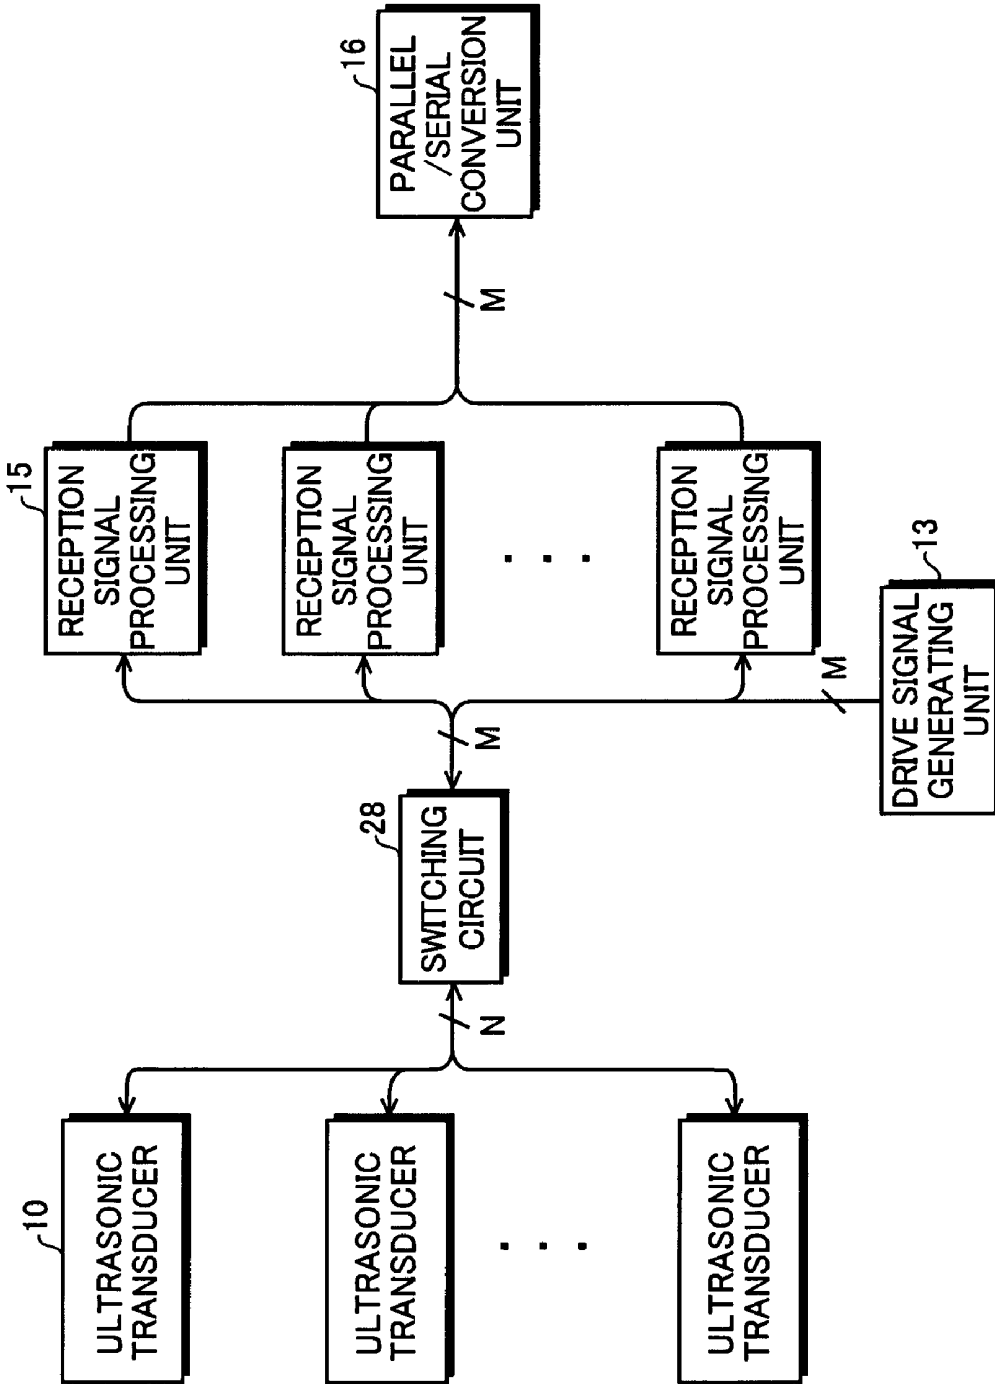 10
ULTRASONIC
TRANSDUCER
ULTRASONIC
TRANSDUCER
. . .
ULTRASONIC
TRANSDUCER
N
28
SWITCHING
CIRCUIT
M
15
RECEPTION
SIGNAL
PROCESSING
UNIT
RECEPTION
SIGNAL
PROCESSING
UNIT
. . .
RECEPTION
SIGNAL
PROCESSING
UNIT
M
13
DRIVE SIGNAL
GENERATING
UNIT
M
16
PARALLEL
/SERIAL
CONVERSION
UNIT